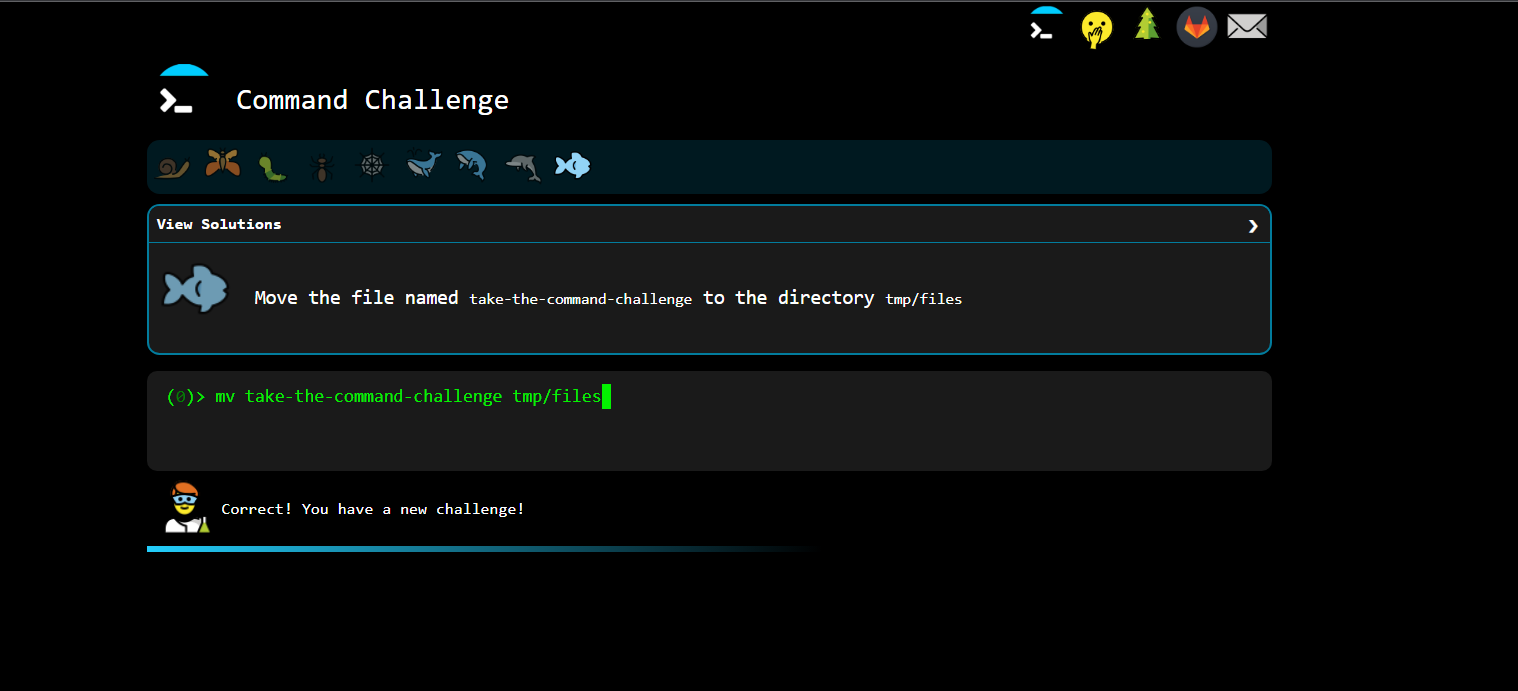 Command Challenge
View Solutions
Move the file named take-the-command-challenge to the directory tmp/files
(0)> mv take-the-command-challenge tmp/files
Correct! You have a new challenge!